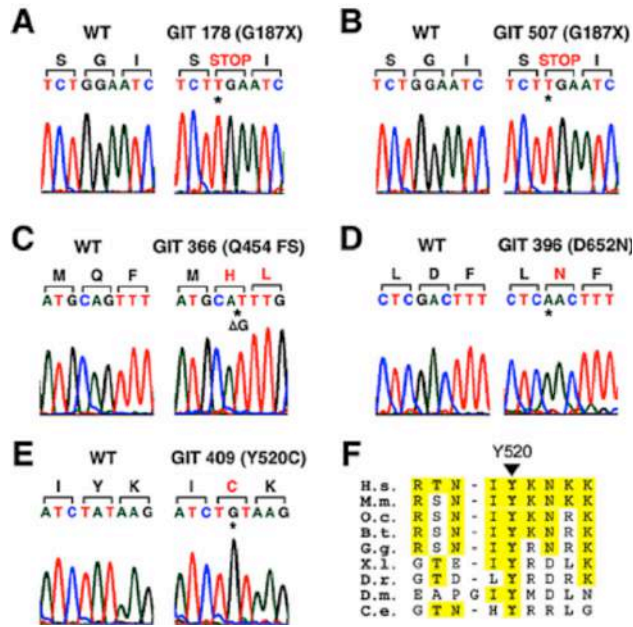 A
WT GIT 178 (G187X)
S G I S STOP I
TCTGGAATC TCTTGAATC
*
B
WT GIT 507 (G187X)
S G I S STOP I
TCTGGAATC TCTTGAATC
*
C
WT GIT 366 (Q454 FS)
M Q F M H L
ATGCAGTTT ATGCATTTG
*
ΔG
D
WT GIT 396 (D652N)
L D F L N F
CTCGACTTT CTCAACTTT
*
E
WT GIT 409 (Y520C)
I Y K I C K
ATCTATAAG ATCTGTAAG
*
F
Y520
H.s. R T N - I Y K N K K
M.m. R S N - I Y K N K K
O.c. R S N - I Y K N R K
B.t. R S N - I Y K N R K
G.g. R S N - I Y R N R K
X.l. G T E - I Y R D L K
D.r. G T D - L Y R D R K
D.m. E A P G I Y M D L N
C.e. G T N - H Y R R L G